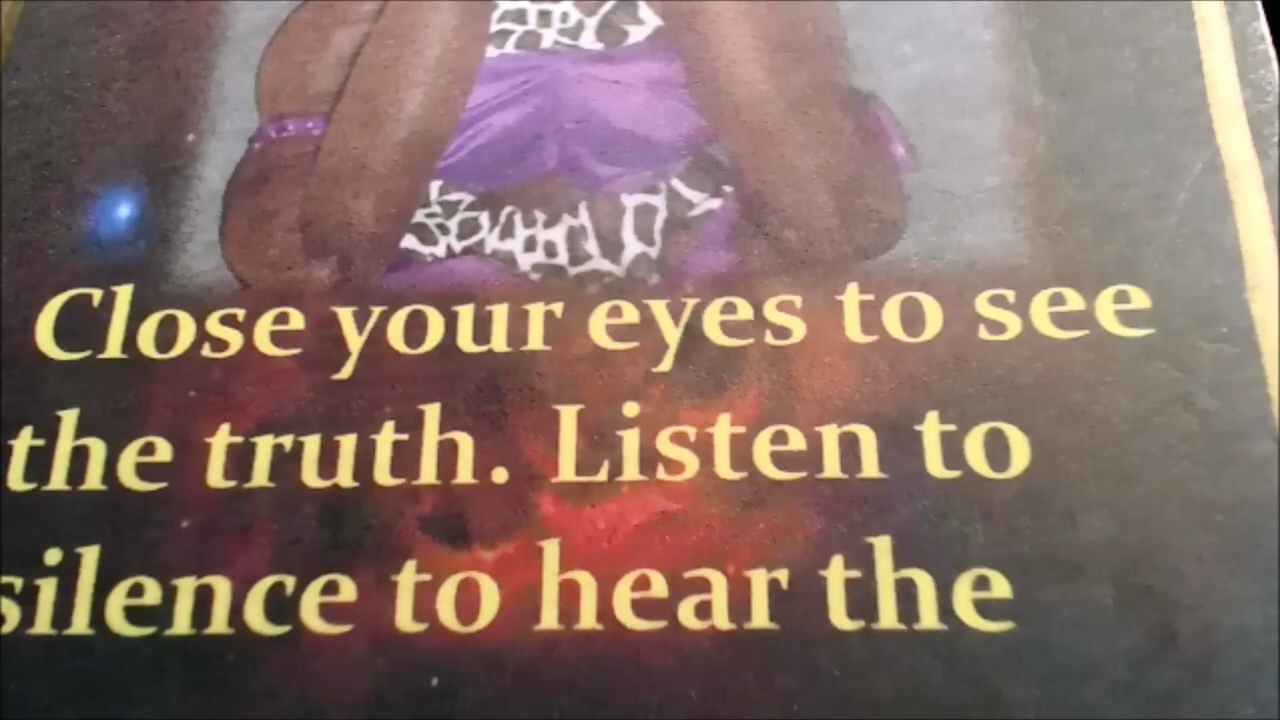 Close your eyes to see
the truth. Listen to
silence to hear the